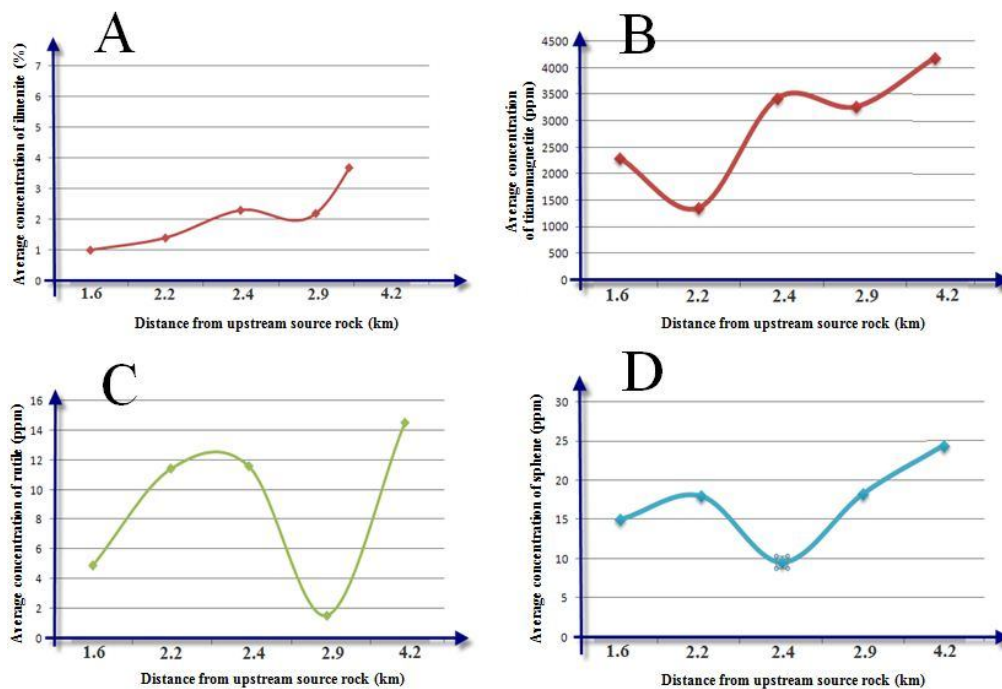 A
Average concentration of ilmenite (%)
7
6
5
4
3
2
1
0
1.6 2.2 2.4 2.9 4.2
Distance from upstream source rock (km)
B
Average concentration
of titanomagnetite (ppm)
4500
4000
3500
3000
2500
2000
1500
1000
500
0
1.6 2.2 2.4 2.9 4.2
Distance from upstream source rock (km)
C
Average concentration of rutile (ppm)
16
14
12
10
8
6
4
2
0
1.6 2.2 2.4 2.9 4.2
Distance from upstream source rock (km)
D
Average concentration of sphene (ppm)
30
25
20
15
10
5
0
1.6 2.2 2.4 2.9 4.2
Distance from upstream source rock (km)